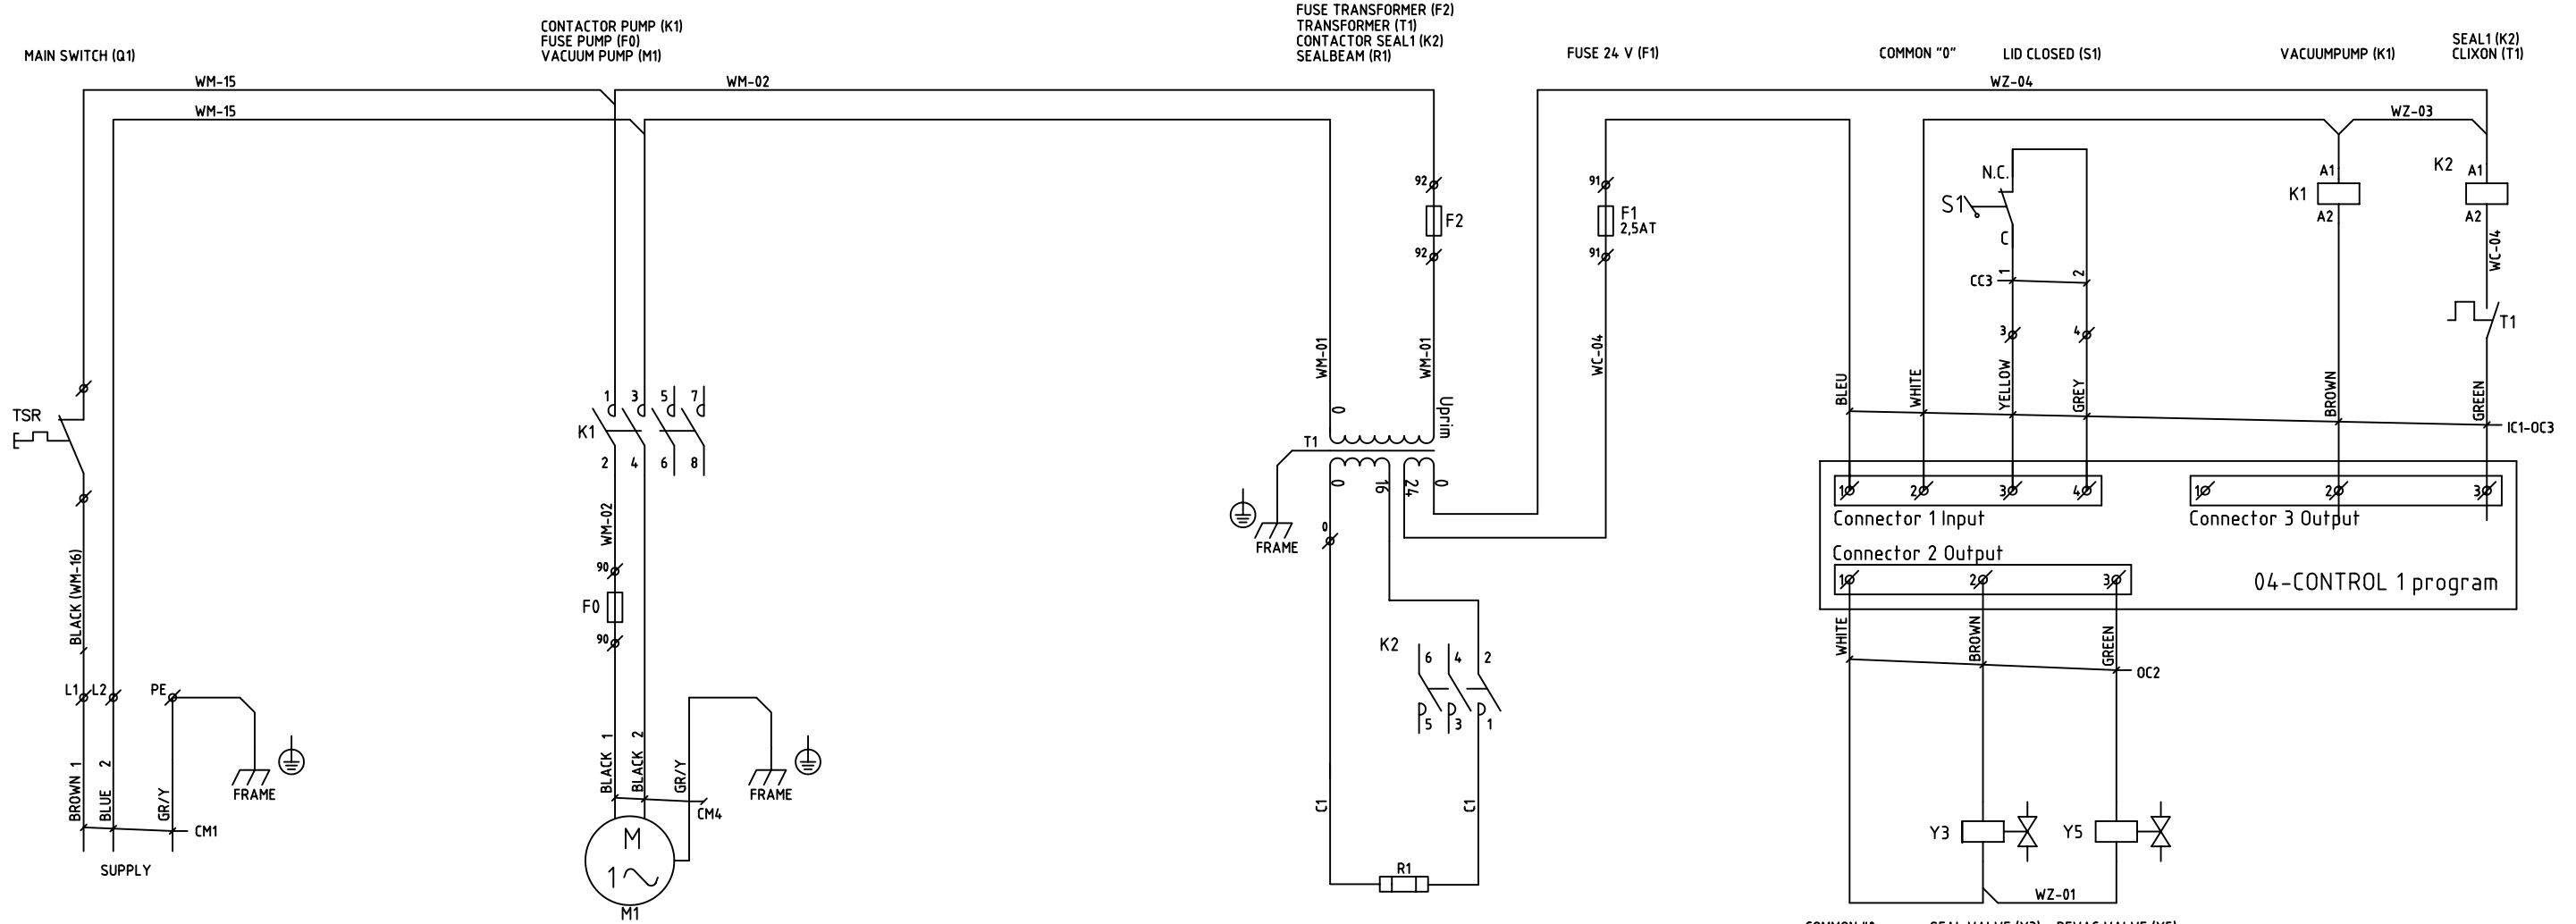 MAIN SWITCH (Q1)
CONTACTOR PUMP (K1)
FUSE PUMP (F0)
VACUUM PUMP (M1)
FUSE TRANSFORMER (F2)
TRANSFORMER (T1)
CONTACTOR SEAL1 (K2)
SEALBEAM (R1)
FUSE 24 V (F1)
COMMON "0"
LID CLOSED (S1)
VACUUMPUMP (K1)
SEAL1 (K2)
CLIXON (T1)
WM-15
WM-02
WZ-04
WM-15
WZ-03
92
F2
92
91
F1
2,5AT
91
N.C.
S1
C
CC3
1
2
3
4
K1
A1
A2
K2
A1
A2
WC-04
T1
TSR
K1
1
3
5
7
2
4
6
8
WM-01
WM-01
0
Uprim
T1
0
16
24
0
0
FRAME
WC-04
BLEU
WHITE
YELLOW
GREY
BROWN
GREEN
IC1-OC3
1
2
3
4
1
2
3
Connector 1 Input
Connector 3 Output
Connector 2 Output
1
2
3
04-CONTROL 1 program
WM-02
90
F0
90
BLACK (WM-16)
L1
L2
PE
BROWN 1
BLUE 2
GR/Y
FRAME
CM1
SUPPLY
BLACK 1
BLACK 2
GR/Y
FRAME
CM4
M
1
M1
K2
6
4
2
5
3
1
C1
C1
R1
WHITE
BROWN
GREEN
OC2
Y3
Y5
WZ-01
SEAL VALVE (Y3)